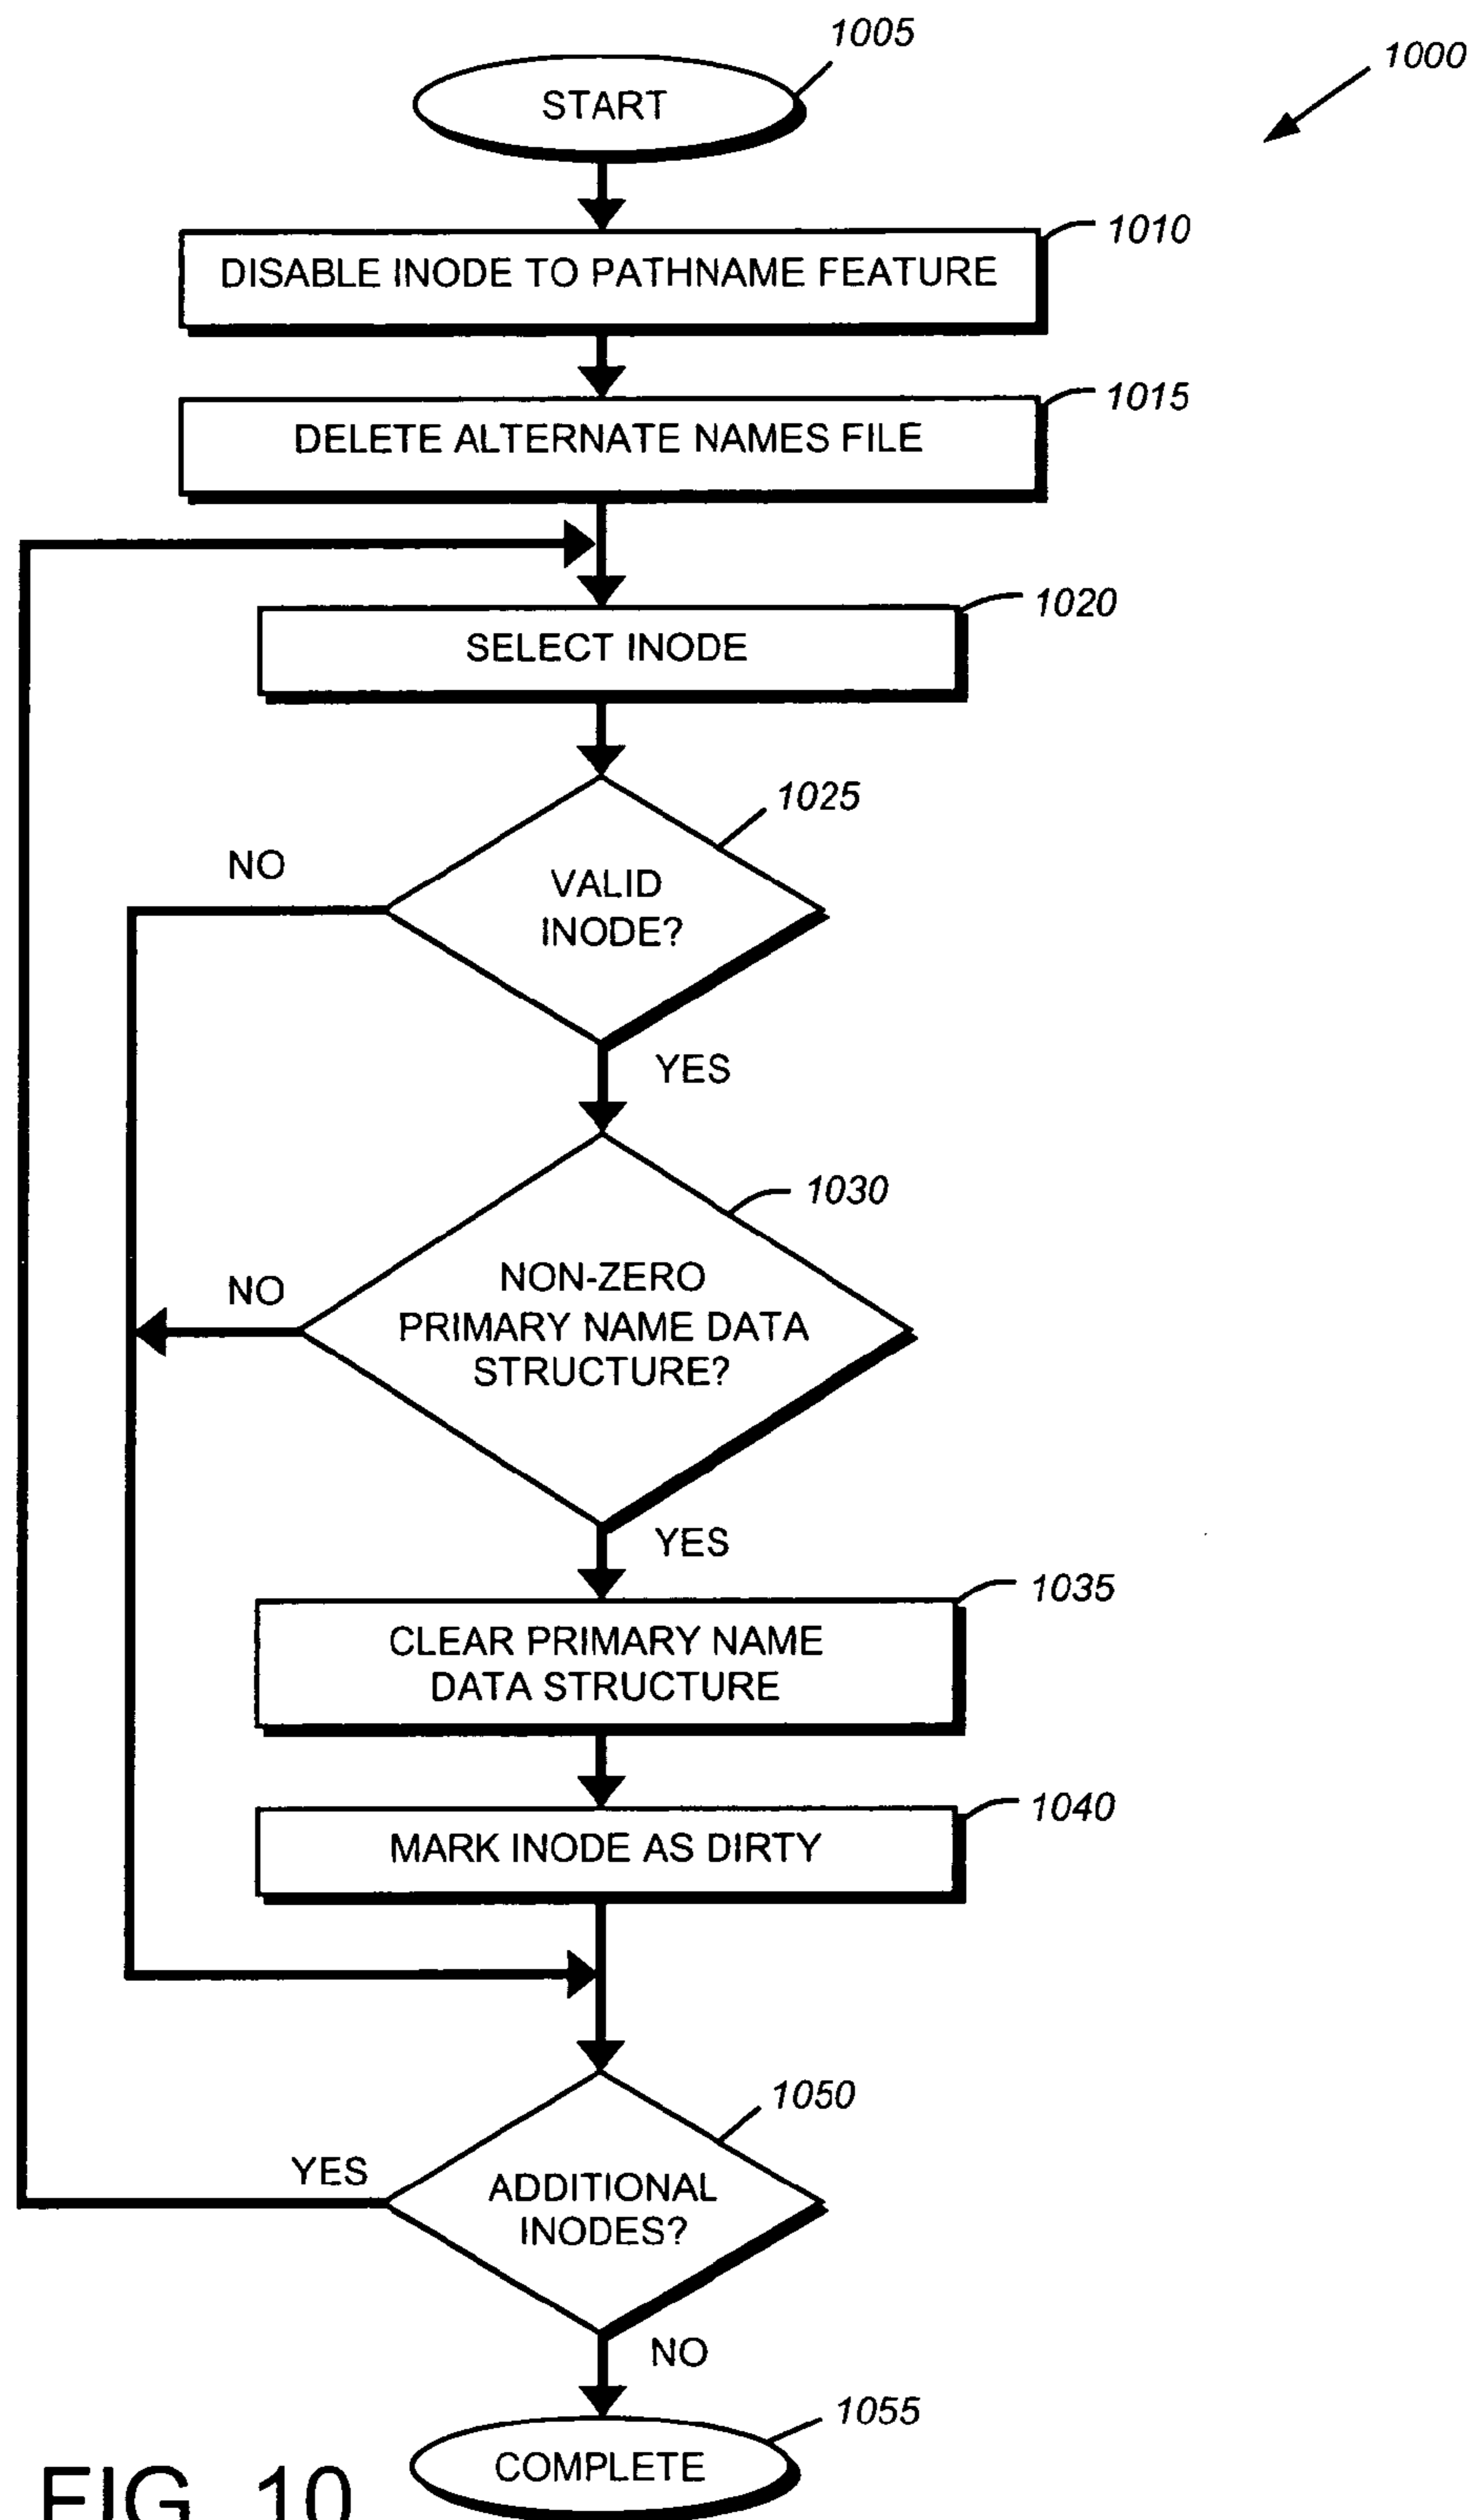 1005
1000
START
1010
DISABLE INODE TO PATHNAME FEATURE
1015
DELETE ALTERNATE NAMES FILE
1020
SELECT INODE
1025
NO
VALID
INODE?
YES
1030
NO
NON-ZERO
PRIMARY NAME DATA
STRUCTURE?
YES
1035
CLEAR PRIMARY NAME
DATA STRUCTURE
1040
MARK INODE AS DIRTY
1050
YES
ADDITIONAL
INODES?
NO
1055
COMPLETE
FIG. 10